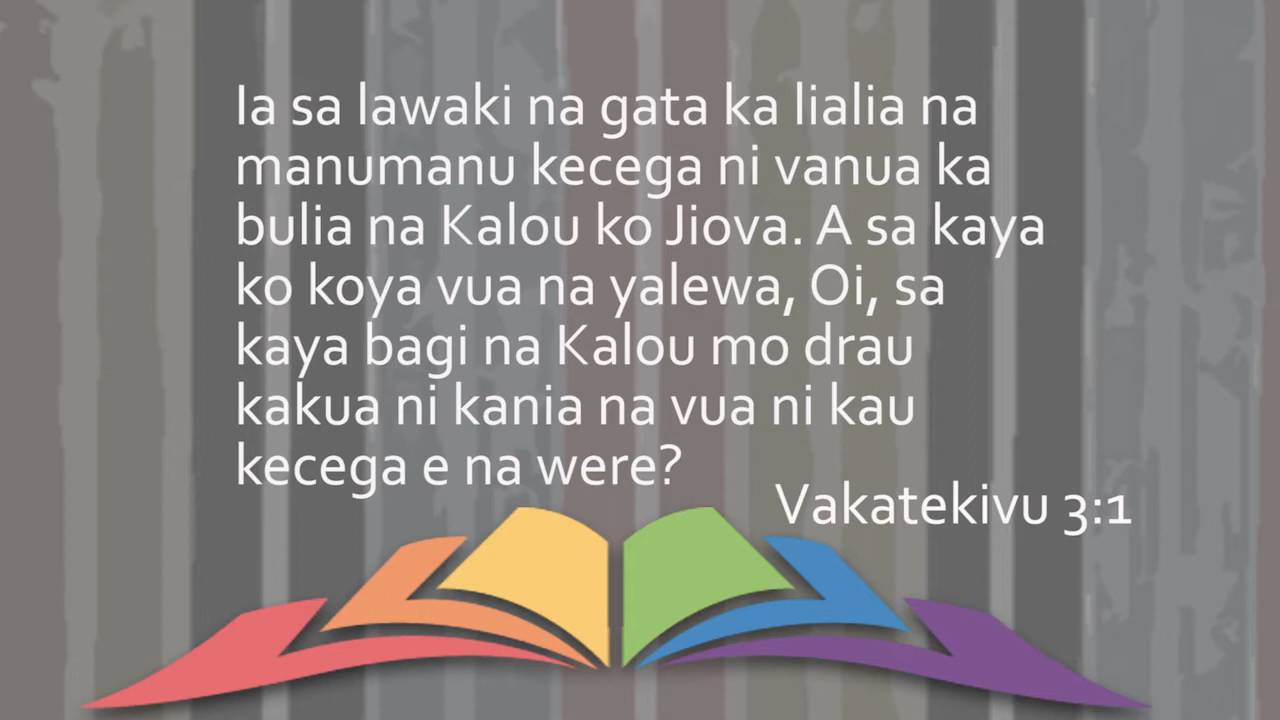 Ia sa lawaki na gata ka lialia na
manumanu kecega ni vanua ka
bulia na Kalou ko Jiova. A sa kaya
ko koya vua na yalewa, Oi, sa
kaya bagi na Kalou mo drau
kakua ni kania na vua ni kau
kecega e na were?
Vakatekivu 3:1